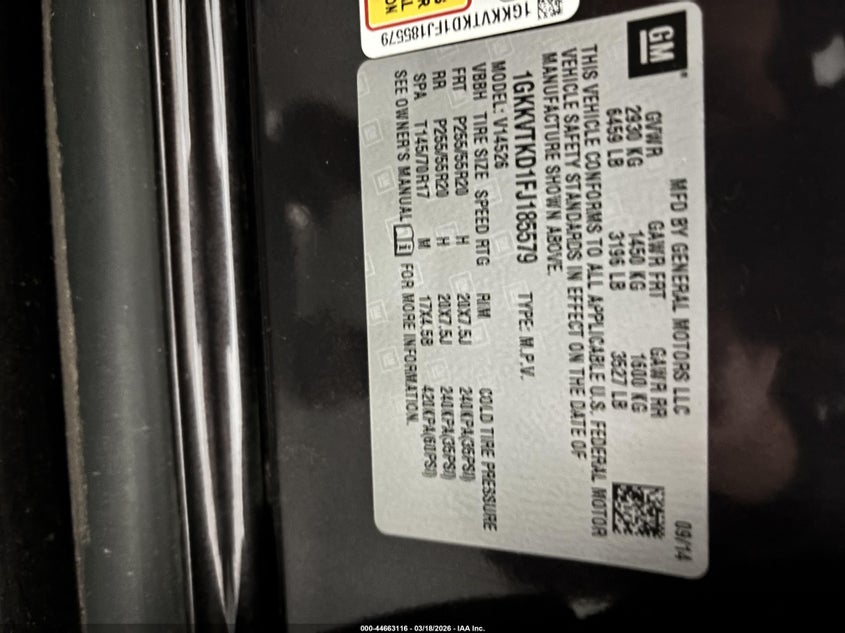 GM
MFD BY GENERAL MOTORS LLC 09/14
GVWR GAWR FRT GAWR RR
2930 KG 1450 KG 1600 KG
6459 LB 3196 LB 3527 LB
THIS VEHICLE CONFORMS TO ALL APPLICABLE U.S. FEDERAL MOTOR
VEHICLE SAFETY STANDARDS IN EFFECT ON THE DATE OF
MANUFACTURE SHOWN ABOVE.
1GKKVTKD1FJ185579 TYPE: M.P.V.
MODEL: V14526
VBBH TIRE SIZE SPEED RTG RIM COLD TIRE PRESSURE
FRT P255/55R20 H 20X7.5J 240KPA(35PSI)
RR P255/55R20 H 20X7.5J 240KPA(35PSI)
SPA T145/70R17 M 17X4.5B 420KPA(60PSI)
SEE OWNER'S MANUAL FOR MORE INFORMATION.
1GKKVTKD1FJ185579
000-44663116 - 03/18/2026 - IAA Inc.